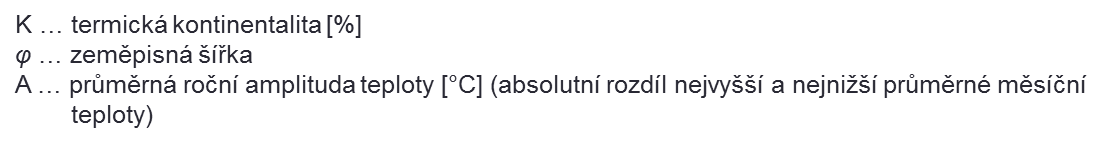 K … termická kontinentalita [%]
φ … zeměpisná šířka
A … průměrná roční amplituda teploty [°C] (absolutní rozdíl nejvyšší a nejnižší průměrné měsíční
teploty)